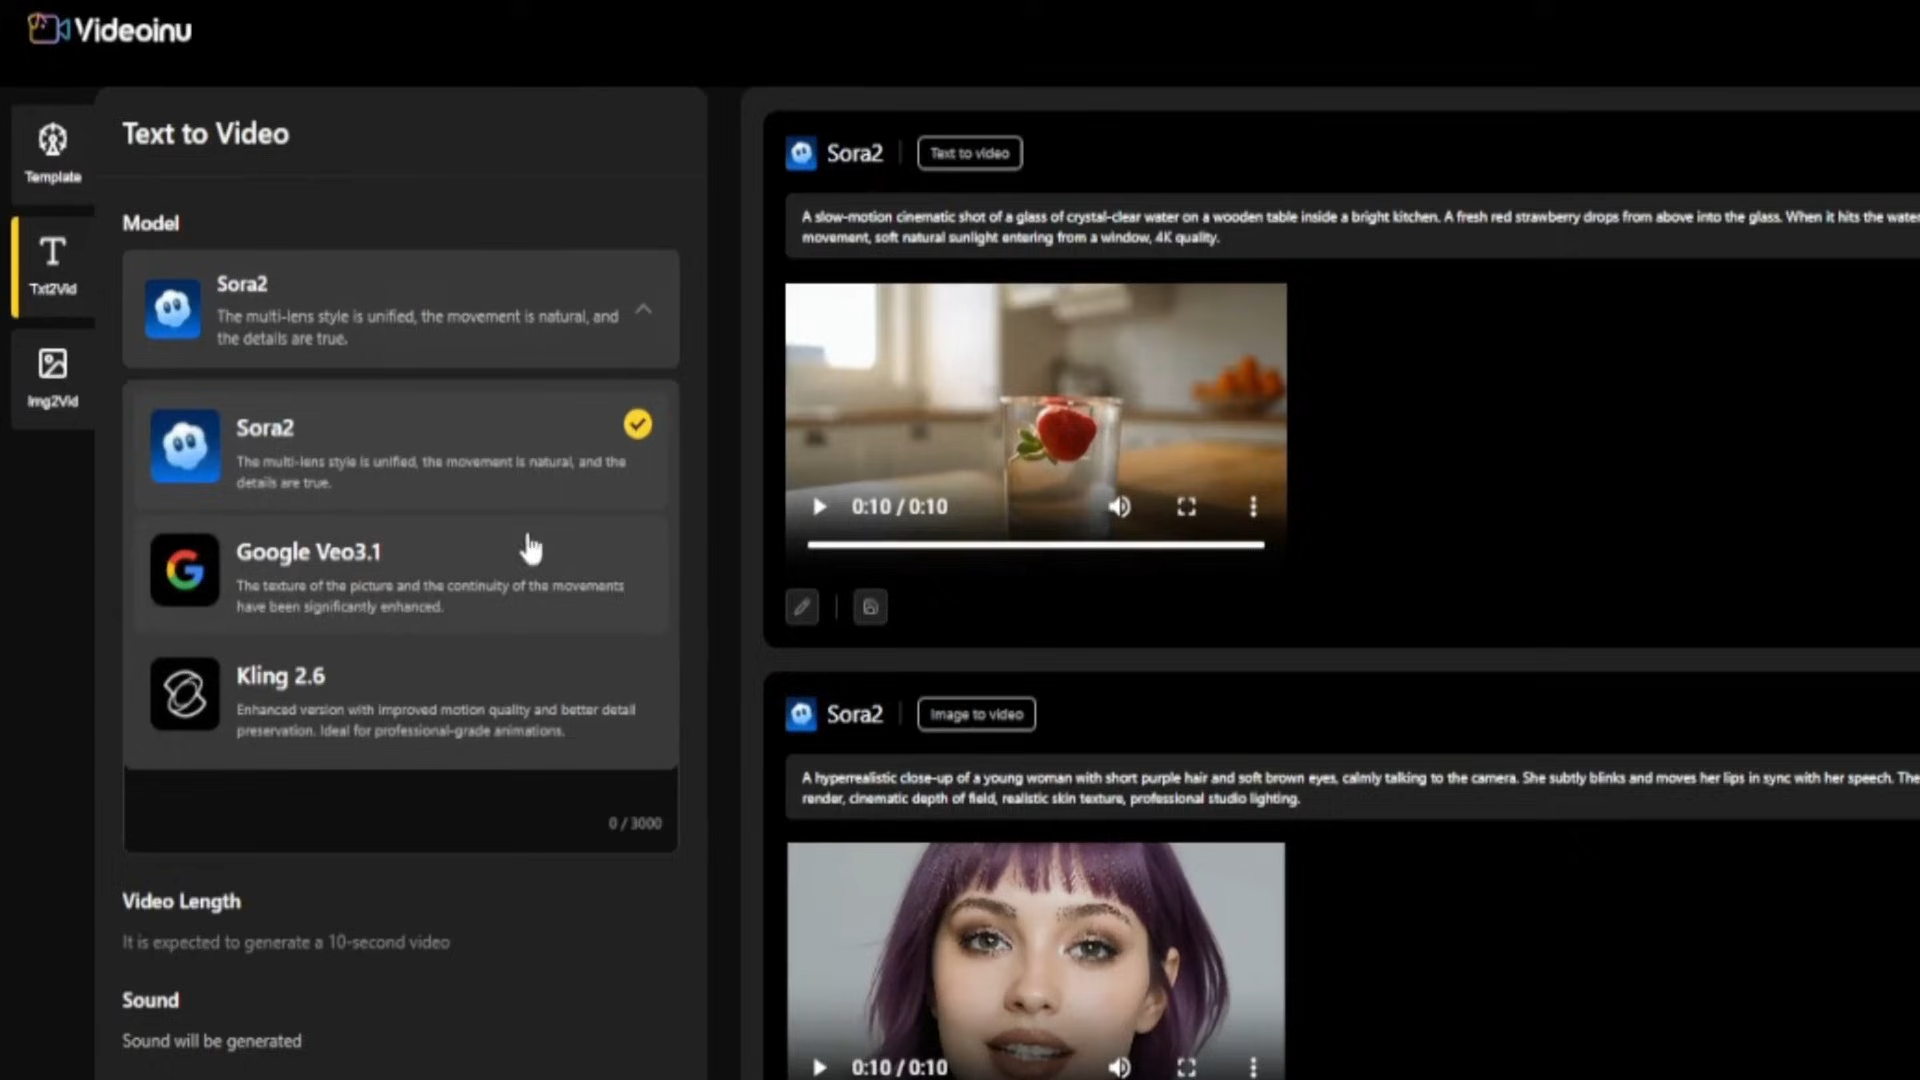 Videoinu
Template
Txt2Vid
Img2Vid
Text to Video
Model
Sora2
The multi-lens style is unified, the movement is natural, and
the details are true.
Sora2
The multi-lens style is unified, the movement is natural, and the
details are true.
Google Veo3.1
The texture of the picture and the continuity of the movements
have been significantly enhanced.
Kling 2.6
Enhanced version with improved motion quality and better detail
preservation. Ideal for professional-grade animations.
0 / 3000
Video Length
It is expected to generate a 10-second video
Sound
Sound will be generated
Sora2
Text to video
A slow-motion cinematic shot of a glass of crystal-clear water on a wooden table inside a bright kitchen. A fresh red strawberry drops from above into the glass. When it hits the water
movement, soft natural sunlight entering from a window, 4K quality.
0:10 / 0:10
Sora2
Image to video
A hyperrealistic close-up of a young woman with short purple hair and soft brown eyes, calmly talking to the camera. She subtly blinks and moves her lips in sync with her speech. The
render, cinematic depth of field, realistic skin texture, professional studio lighting.
0:10 / 0:10